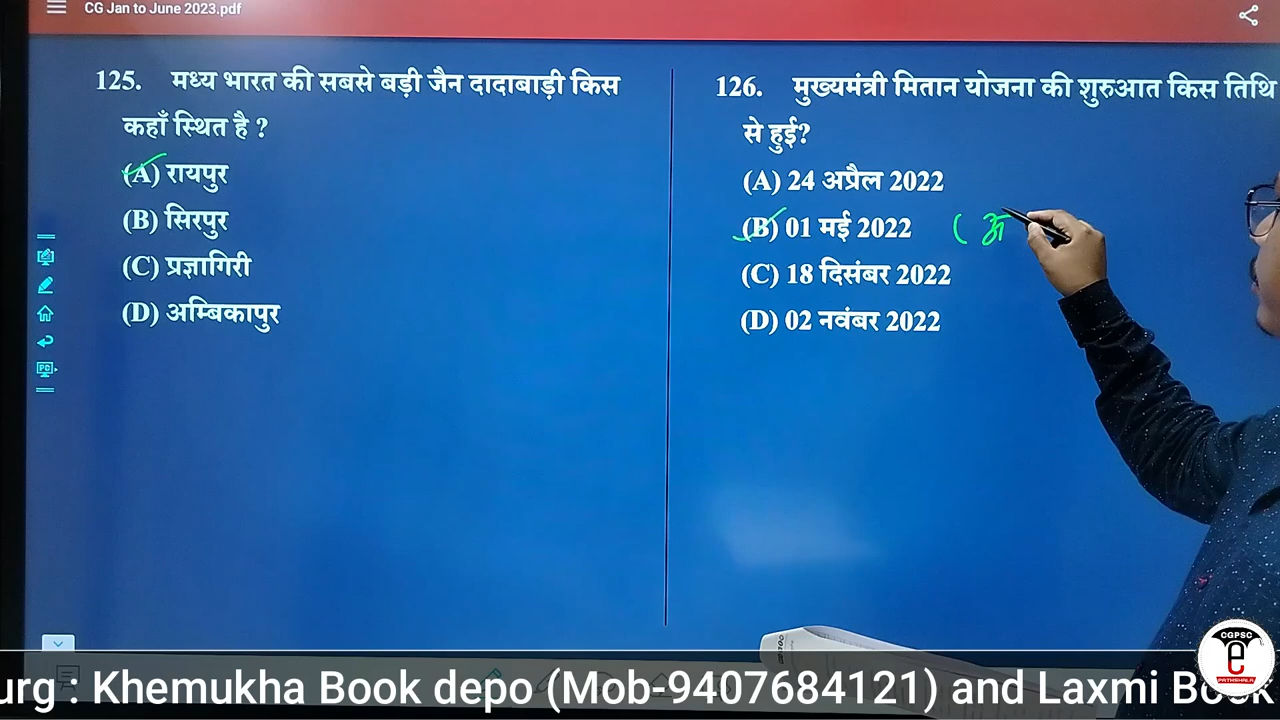 CG Jan to June 2023.pdf
125. मध्य भारत की सबसे बड़ी जैन दादाबाड़ी किस
कहाँ स्थित है ?
(A) रायपुर
(B) सिरपुर
(C) प्रज्ञागिरी
(D) अम्बिकापुर
126. मुख्यमंत्री मितान योजना की शुरुआत किस तिथि
से हुई?
(A) 24 अप्रैल 2022
(B) 01 मई 2022
(C) 18 दिसंबर 2022
(D) 02 नवंबर 2022
PC
urg : Khemukha Book depo (Mob-9407684121) and Laxmi Book
CGPSC
e
PATHSHALA